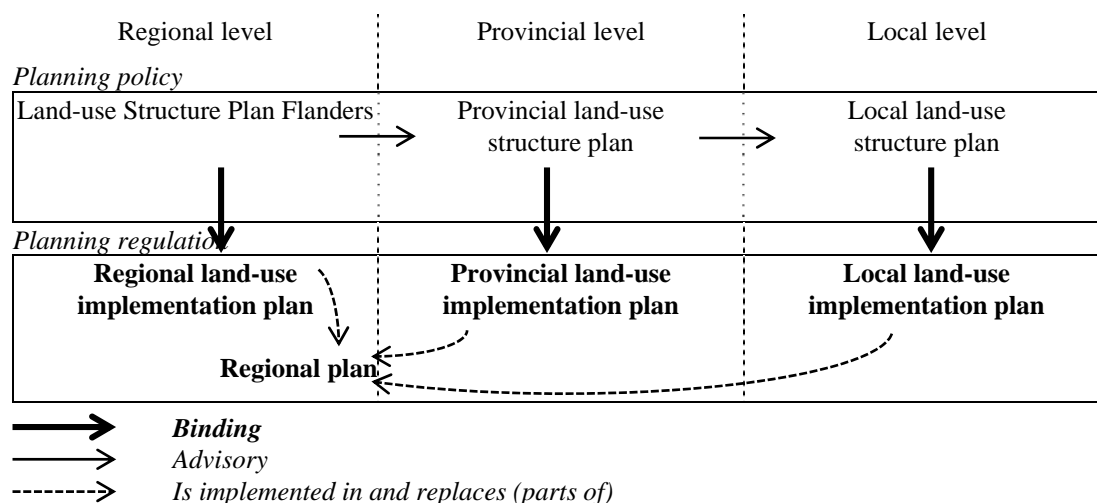 Regional level
Provincial level
Local level
Planning policy
Land-use Structure Plan Flanders
Provincial land-use
structure plan
Local land-use
structure plan
Planning regulation
Regional land-use
implementation plan
Provincial land-use
implementation plan
Local land-use
implementation plan
Regional plan
Binding
Advisory
Is implemented in and replaces (parts of)